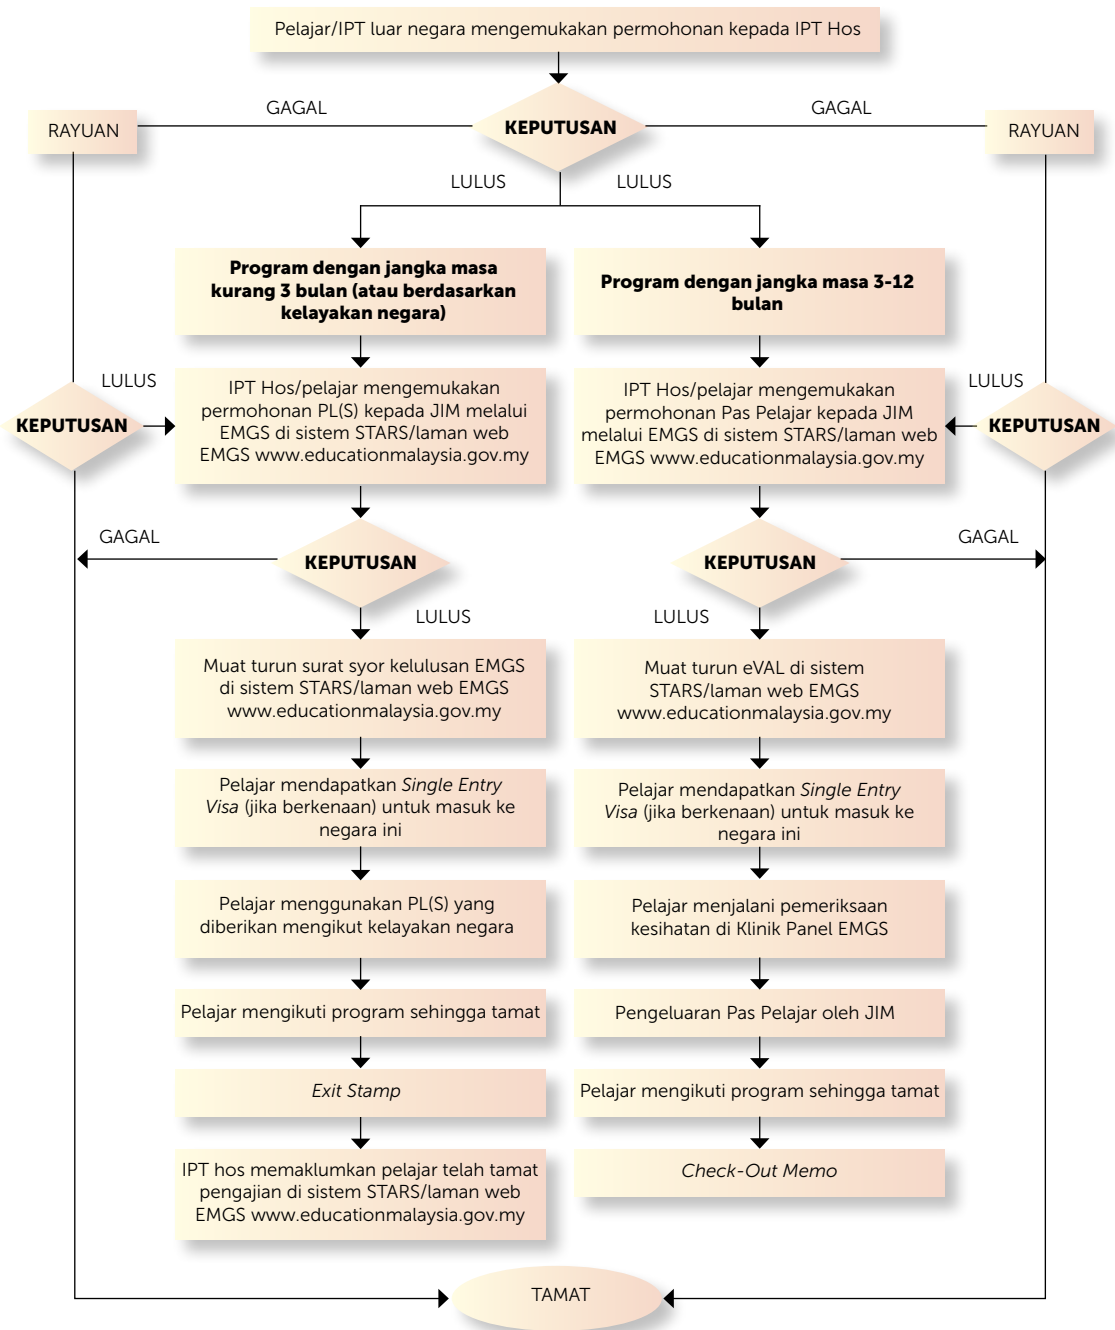 Pelajar/IPT luar negara mengemukakan permohonan kepada IPT Hos
GAGAL
GAGAL
RAYUAN
KEPUTUSAN
RAYUAN
LULUS
LULUS
Program dengan jangka masa
kurang 3 bulan (atau berdasarkan
kelayakan negara)
Program dengan jangka masa 3-12
bulan
LULUS
KEPUTUSAN
IPT Hos/pelajar mengemukakan
permohonan PL(S) kepada JIM melalui
EMGS di sistem STARS/laman web
EMGS www.educationmalaysia.gov.my
IPT Hos/pelajar mengemukakan
permohonan Pas Pelajar kepada JIM
melalui EMGS di sistem STARS/laman web
EMGS www.educationmalaysia.gov.my
LULUS
KEPUTUSAN
GAGAL
KEPUTUSAN
KEPUTUSAN
GAGAL
LULUS
LULUS
Muat turun surat syor kelulusan EMGS
di sistem STARS/laman web EMGS
www.educationmalaysia.gov.my
Muat turun eVAL di sistem
STARS/laman web EMGS
www.educationmalaysia.gov.my
Pelajar mendapatkan Single Entry
Visa (jika berkenaan) untuk masuk ke
negara ini
Pelajar mendapatkan Single Entry
Visa (jika berkenaan) untuk masuk ke
negara ini
Pelajar menggunakan PL(S) yang
diberikan mengikut kelayakan negara
Pelajar menjalani pemeriksaan
kesihatan di Klinik Panel EMGS
Pelajar mengikuti program sehingga tamat
Pengeluaran Pas Pelajar oleh JIM
Exit Stamp
Pelajar mengikuti program sehingga tamat
IPT hos memaklumkan pelajar telah tamat
pengajian di sistem STARS/laman web
EMGS www.educationmalaysia.gov.my
Check-Out Memo
TAMAT